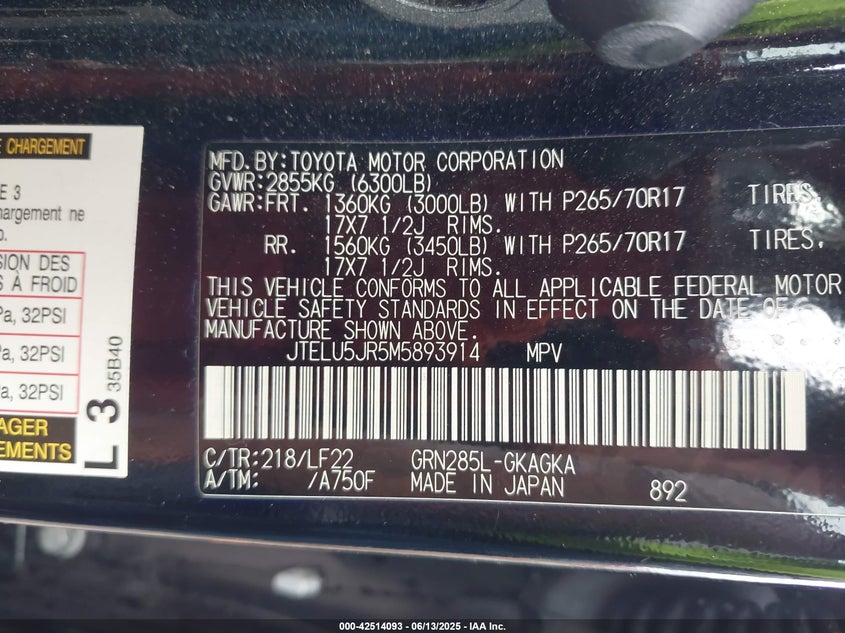 E CHARGEMENT
E 3
hargement ne
o.
SION DES
S À FROID
Pa, 32PSI
Pa, 32PSI
Pa, 32PSI
AGER
EMENTS
L 3
35B40
MFD.BY:TOYOTA MOTOR CORPORATION
GVWR:2855KG (6300LB)
GAWR:FRT. 1360KG (3000LB) WITH P265/70R17 TIRES,
17X7 1/2J RIMS.
RR. 1560KG (3450LB) WITH P265/70R17 TIRES,
17X7 1/2J RIMS.
THIS VEHICLE CONFORMS TO ALL APPLICABLE FEDERAL MOTOR
VEHICLE SAFETY STANDARDS IN EFFECT ON THE DATE OF
MANUFACTURE SHOWN ABOVE.
JTELU5JR5M5893914 MPV
C/TR:218/LF22 GRN285L-GKAGKA
A/TM: /A750F MADE IN JAPAN 892
000-42514093 - 06/13/2025 - IAA Inc.